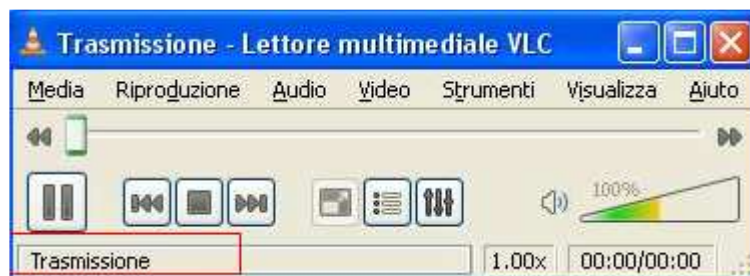 Trasmissione - Lettore multimediale VLC
Media Riproduzione Audio Video Strumenti Visualizza Aiuto
100%
Trasmissione 1.00x 00:00/00:00